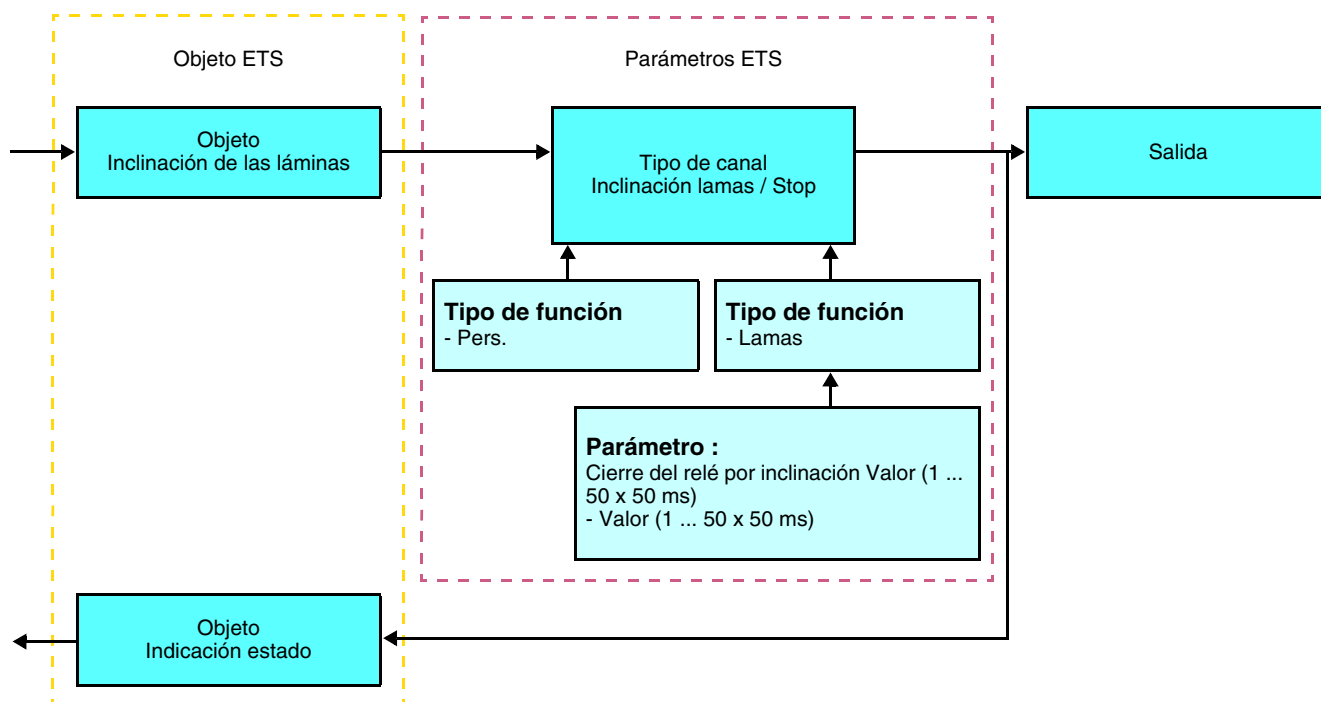 Objeto ETS
Parámetros ETS
Objeto
Inclinación de las láminas
Tipo de canal
Inclinación lamas / Stop
Salida
Tipo de función
- Pers.
Tipo de función
- Lamas
Parámetro :
Cierre del relé por inclinación Valor (1 ...
50 x 50 ms)
- Valor (1 ... 50 x 50 ms)
Objeto
Indicación estado